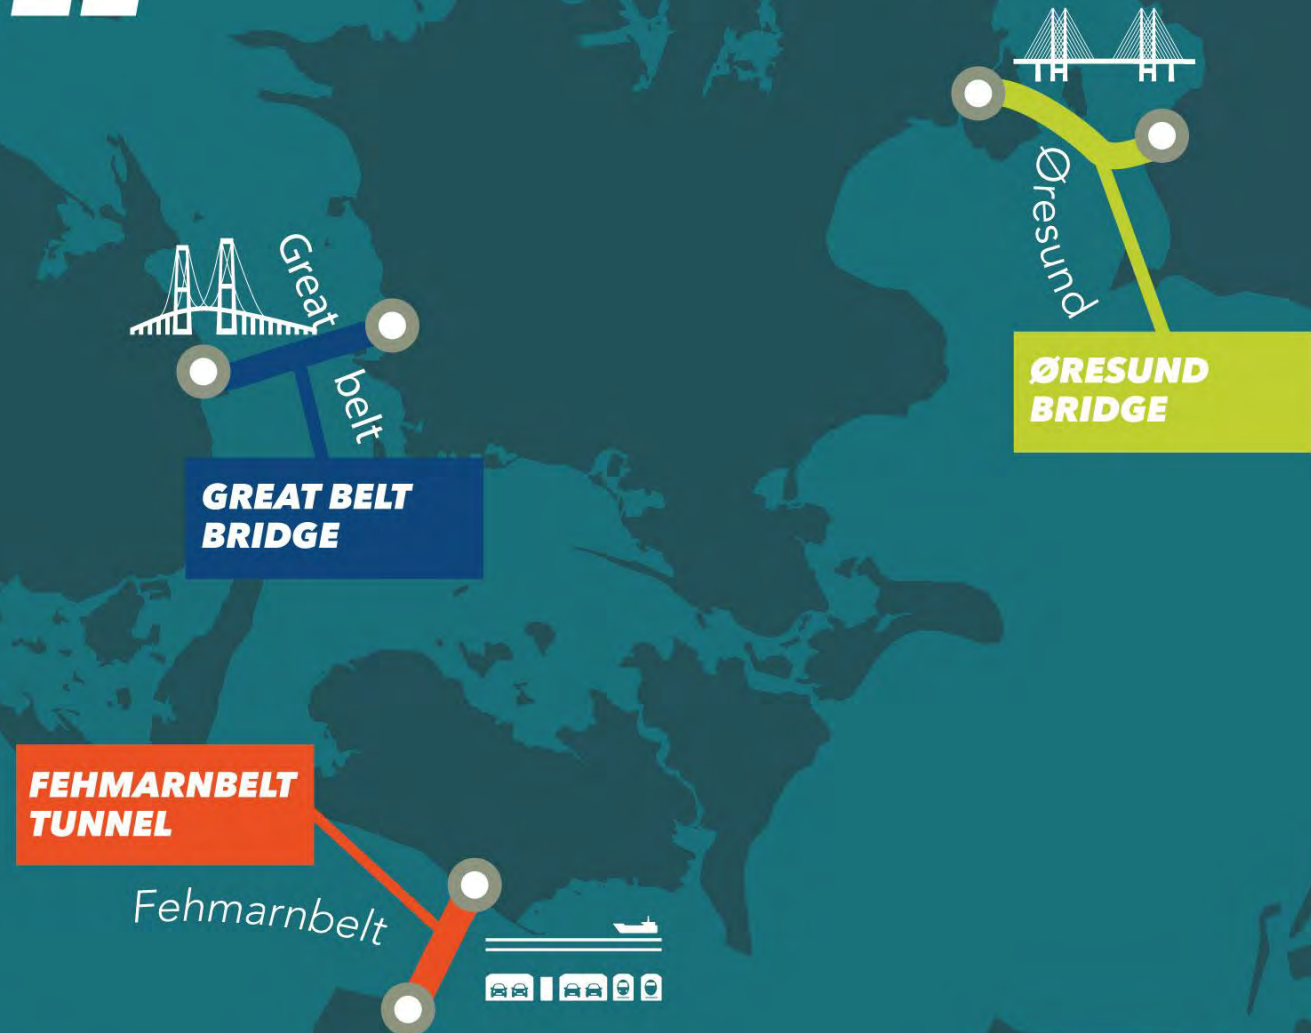 Øresund
Great
belt
ØRESUND
BRIDGE
GREAT BELT
BRIDGE
FEHMARNBELT
TUNNEL
Fehmarnbelt